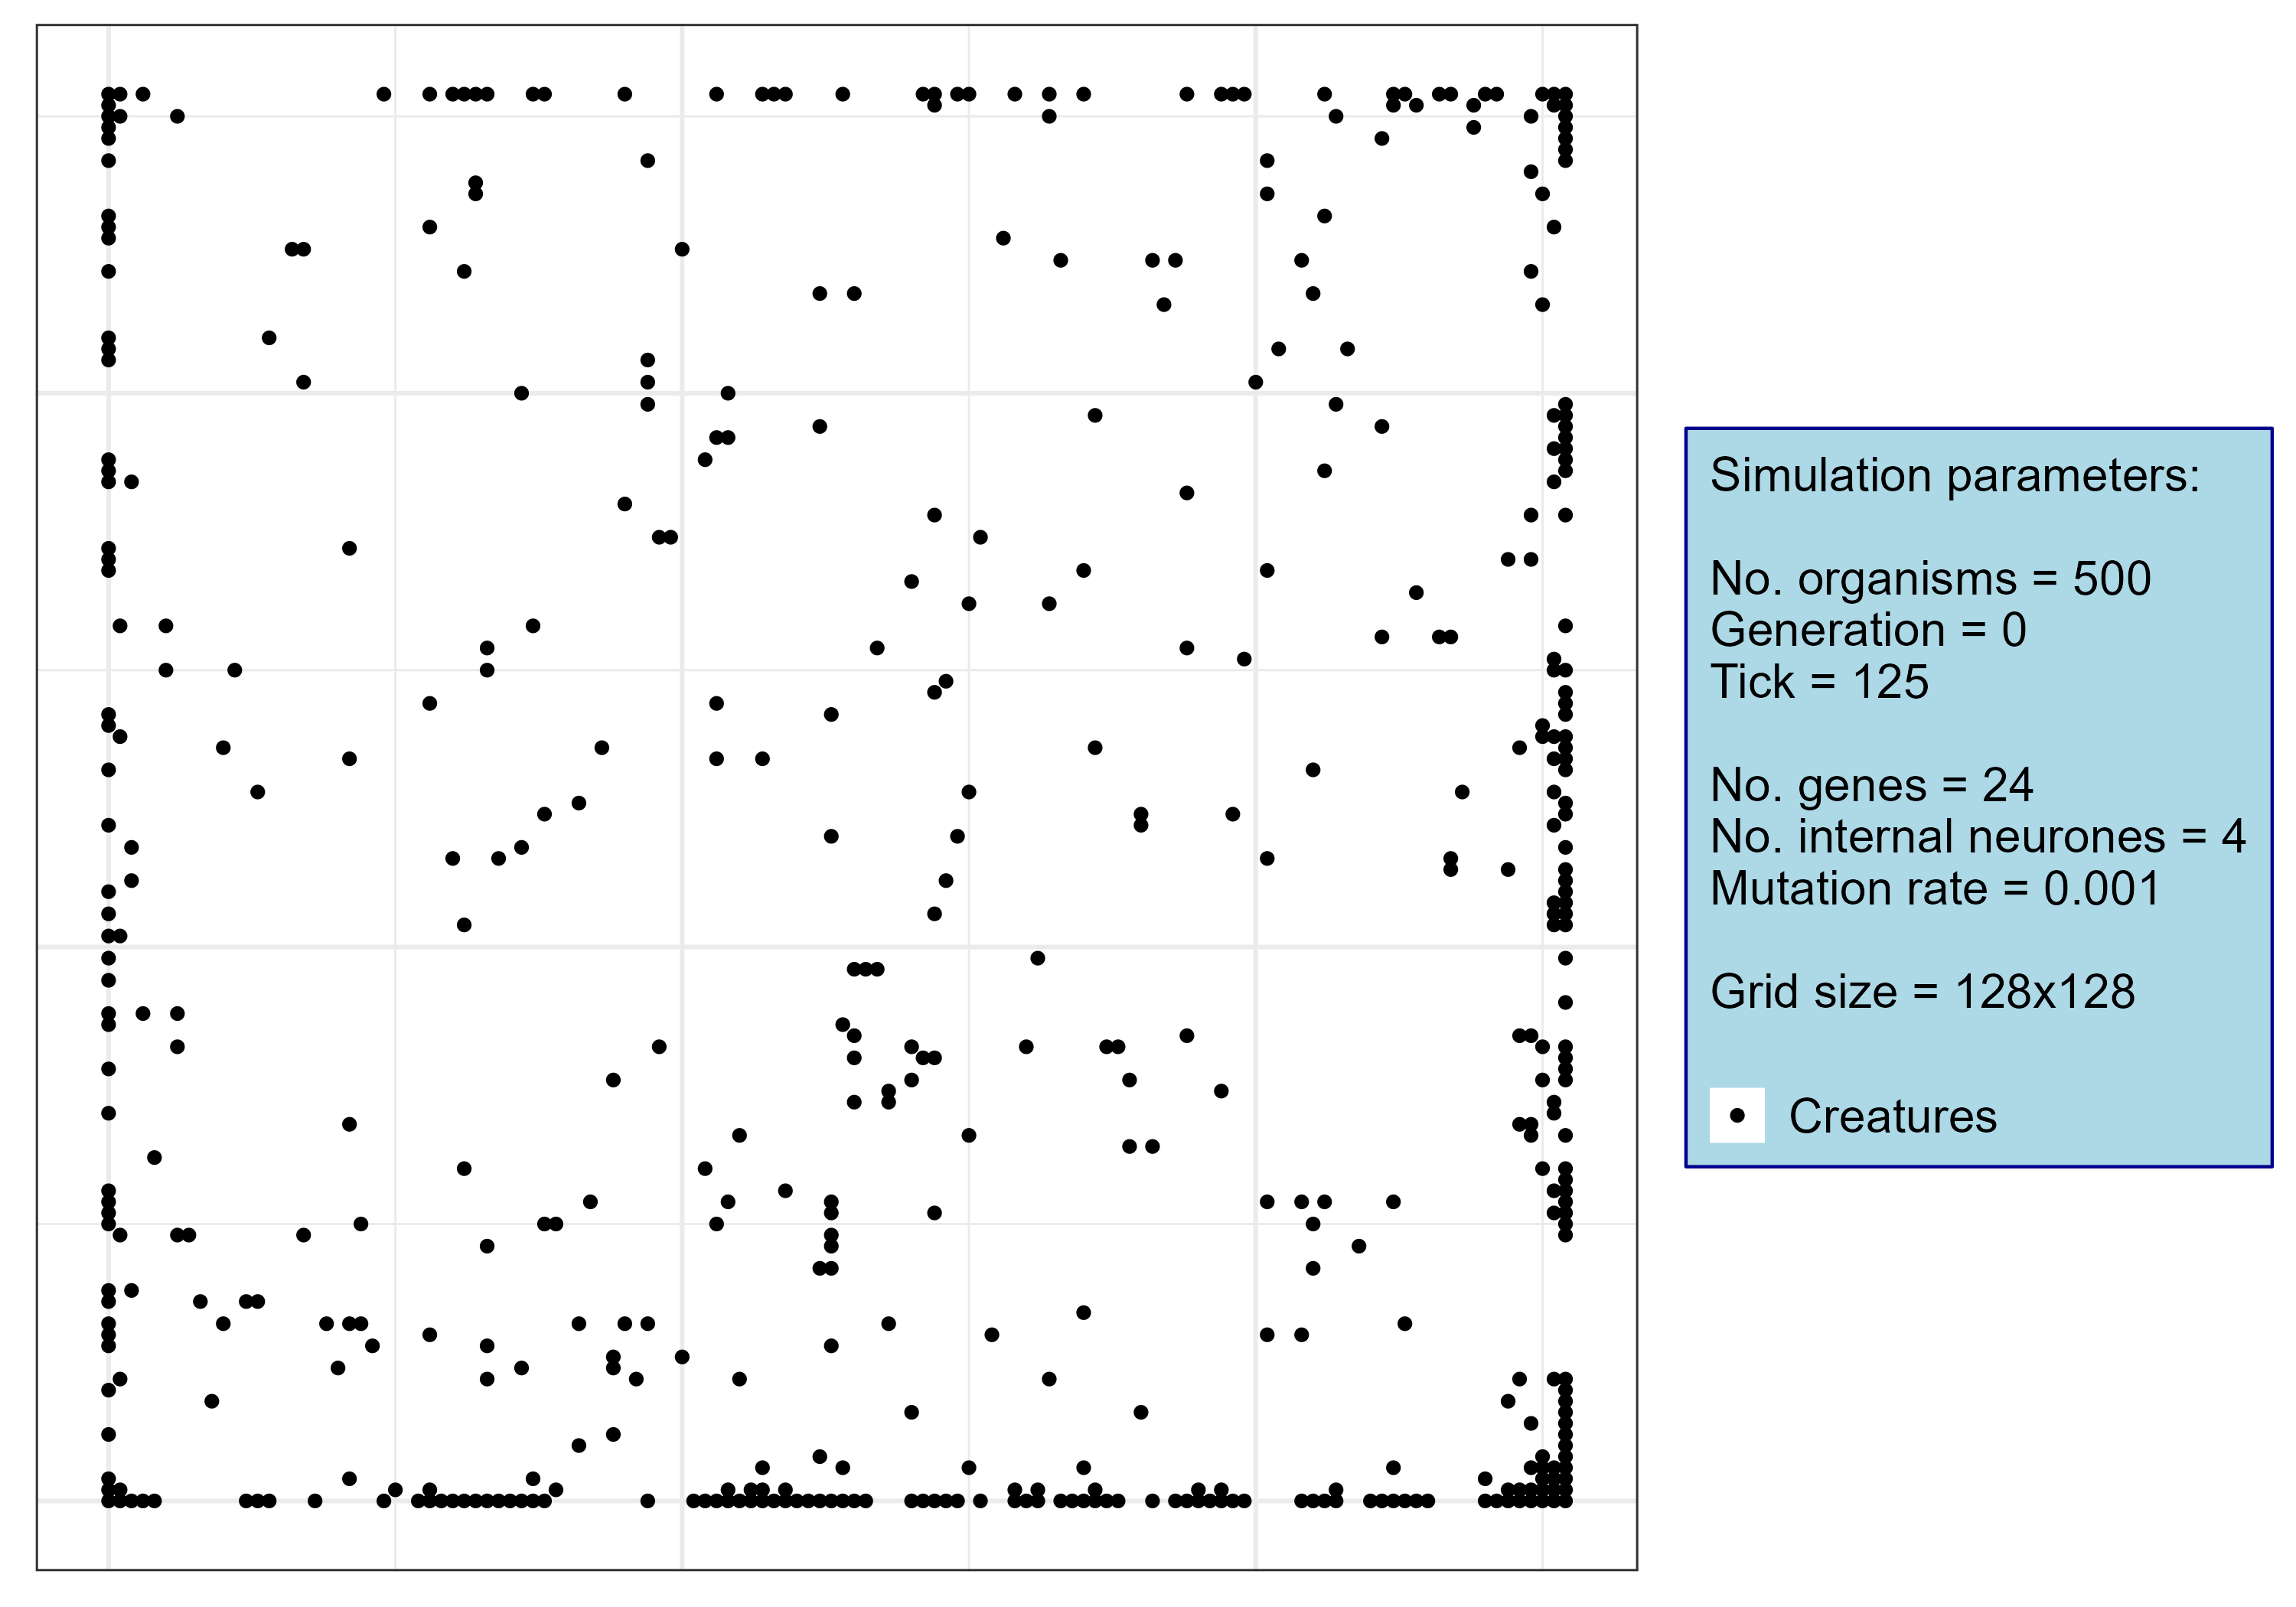 Simulation parameters:
No. organisms = 500
Generation = 0
Tick = 125
No. genes = 24
No. internal neurones = 4
Mutation rate = 0.001
Grid size = 128x128
Creatures